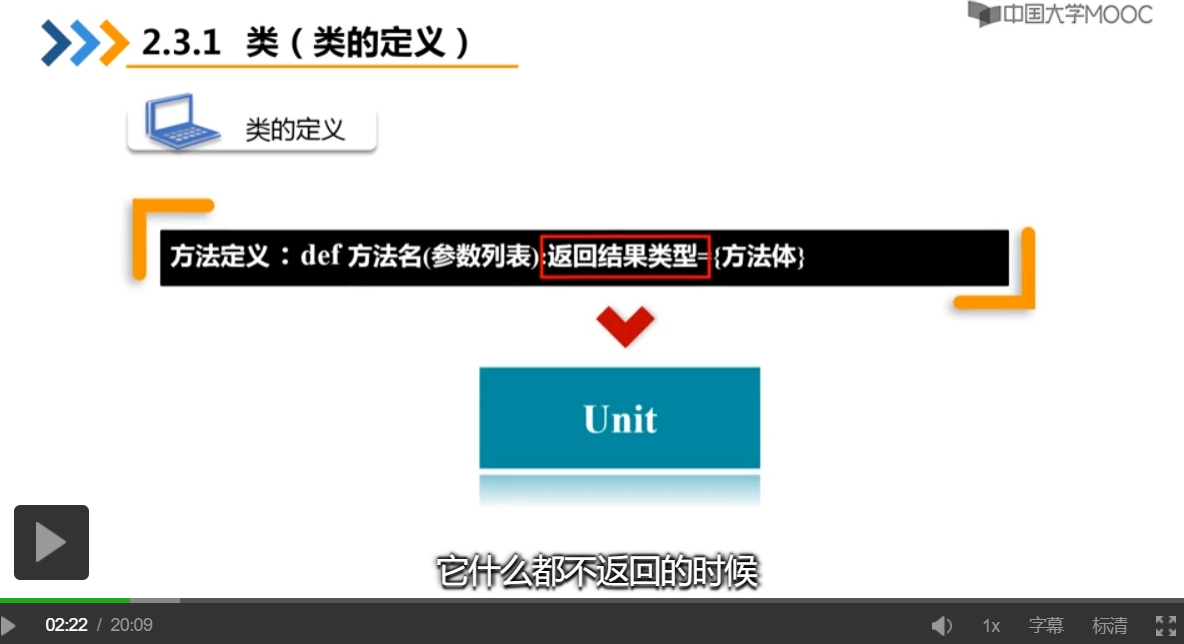 中国大学MOOC
2.3.1 类（类的定义）
类的定义
方法定义：def 方法名(参数列表):返回结果类型={方法体}
Unit
它什么都不返回的时候
02:22 / 20:09
1x
字幕
标清